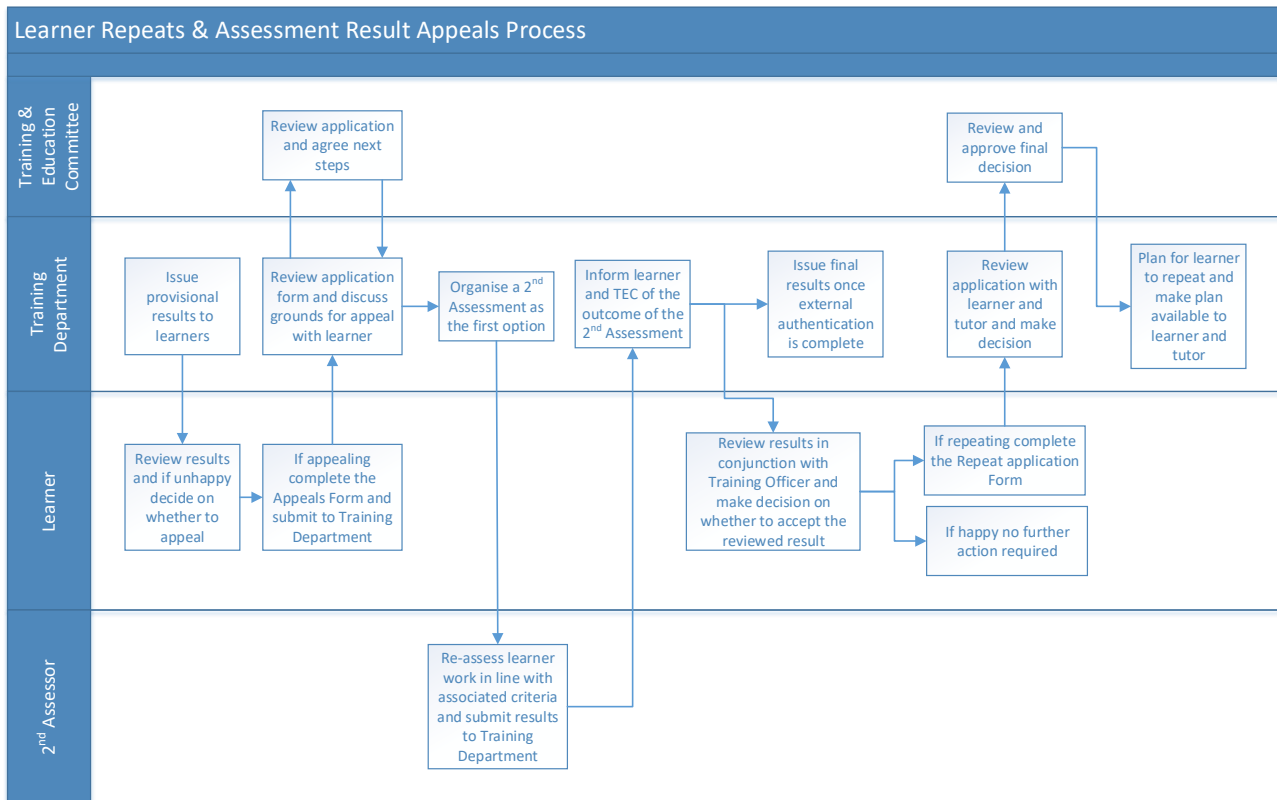 Learner Repeats & Assessment Result Appeals Process
Training &
Education
Committee
Review application
and agree next
steps
Review and
approve final
decision
Training
Department
Issue
provisional
results to
learners
Review application
form and discuss
grounds for appeal
with learner
Organise a 2nd
Assessment as
the first option
Inform learner
and TEC of the
outcome of the
2nd Assessment
Issue final
results once
external
authentication
is complete
Review
application with
learner and
tutor and make
decision
Plan for learner
to repeat and
make plan
available to
learner and
tutor
Learner
Review results
and if unhappy
decide on
whether to
appeal
If appealing
complete the
Appeals Form and
submit to Training
Department
Review results in
conjunction with
Training Officer and
make decision on
whether to accept the
reviewed result
If repeating complete
the Repeat application
Form
If happy no further
action required
2nd Assessor
Re-assess learner
work in line with
associated criteria
and submit results
to Training
Department